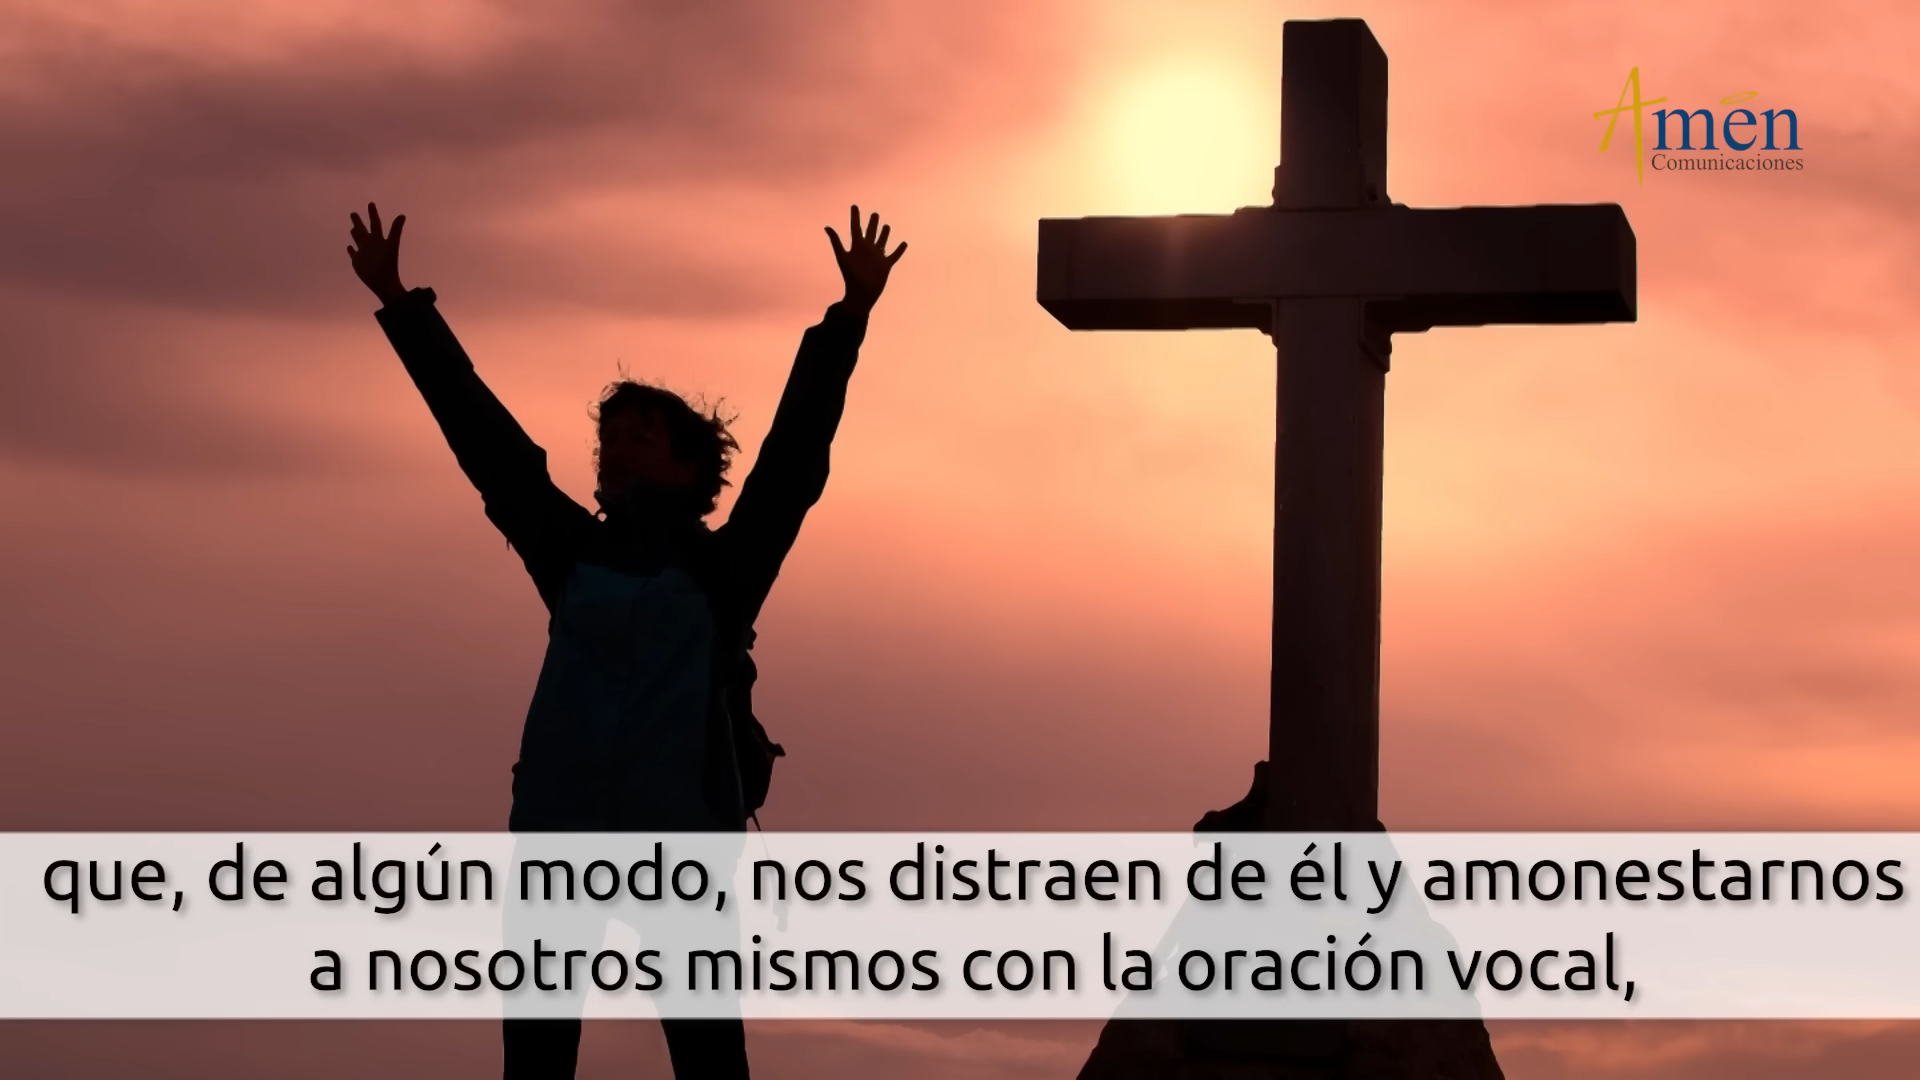 Amén
Comunicaciones
que, de algún modo, nos distraen de él y amonestarnos
a nosotros mismos con la oración vocal,